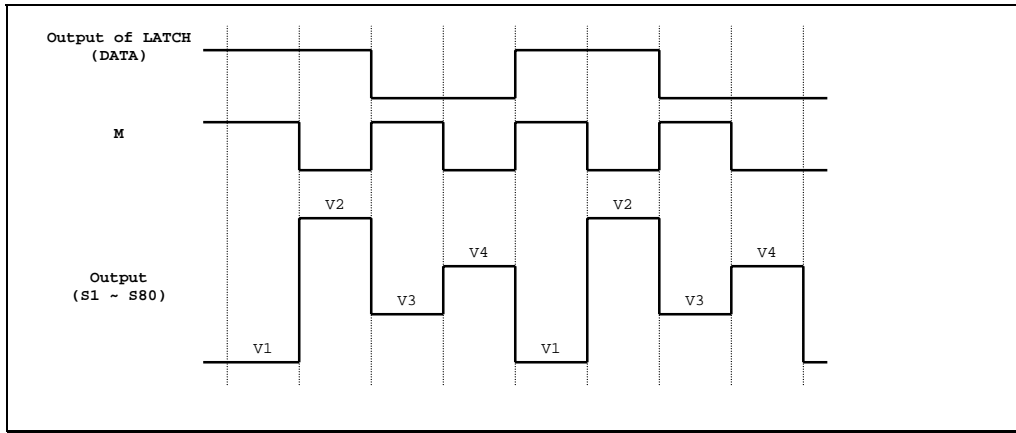 Output of LATCH
(DATA)
M
V2
V2
V4
V4
Output
(S1 ~ S80)
V3
V3
V1
V1